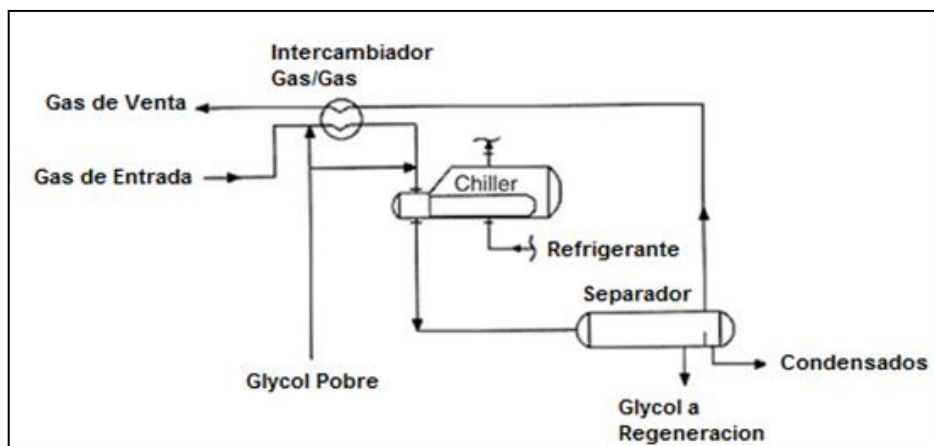 Intercambiador
Gas/Gas
Gas de Venta
Gas de Entrada
Chiller
Refrigerante
Separador
Glycol Pobre
Condensados
Glycol a
Regeneracion